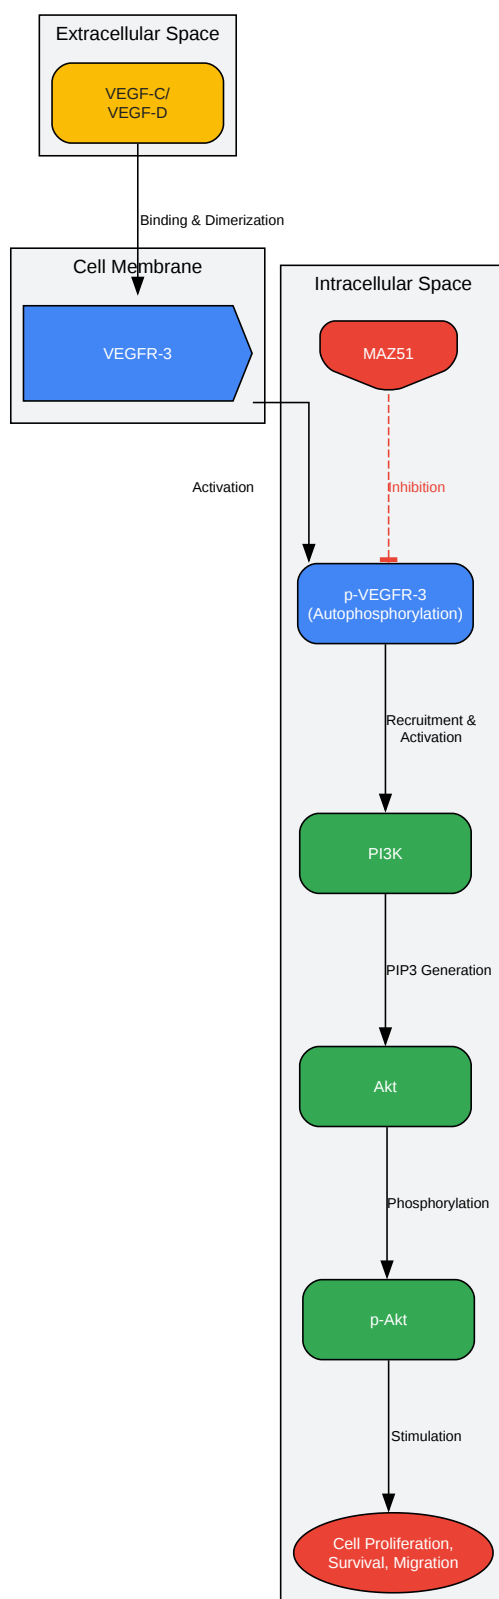 Extracellular Space
VEGF-C/
VEGF-D
Binding & Dimerization
Cell Membrane
VEGFR-3
Intracellular Space
MAZ51
Activation
Inhibition
p-VEGFR-3
(Autophosphorylation)
Recruitment &
Activation
PI3K
PIP3 Generation
Akt
Phosphorylation
p-Akt
Stimulation
Cell Proliferation,
Survival, Migration